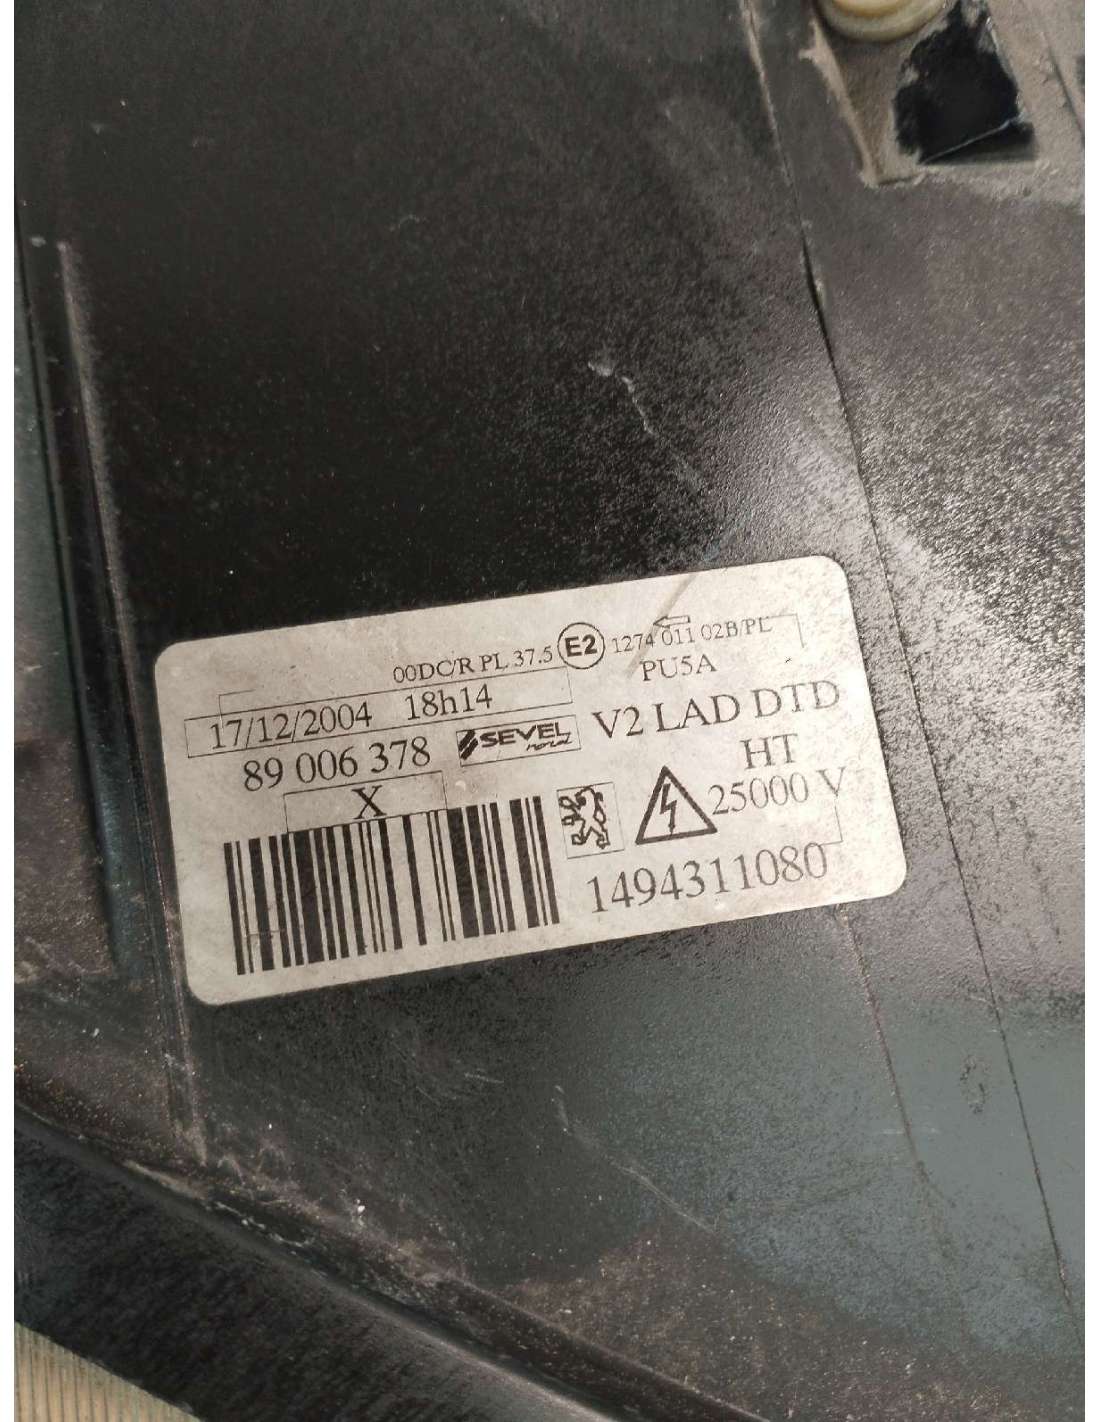 00DC/R PL 37.5 E2 1274 011 02B/PL
PU5A
17/12/2004 18h14
89 006 378 SEVEL nord V2 LAD DTD
X HT
25000 V
1494311080